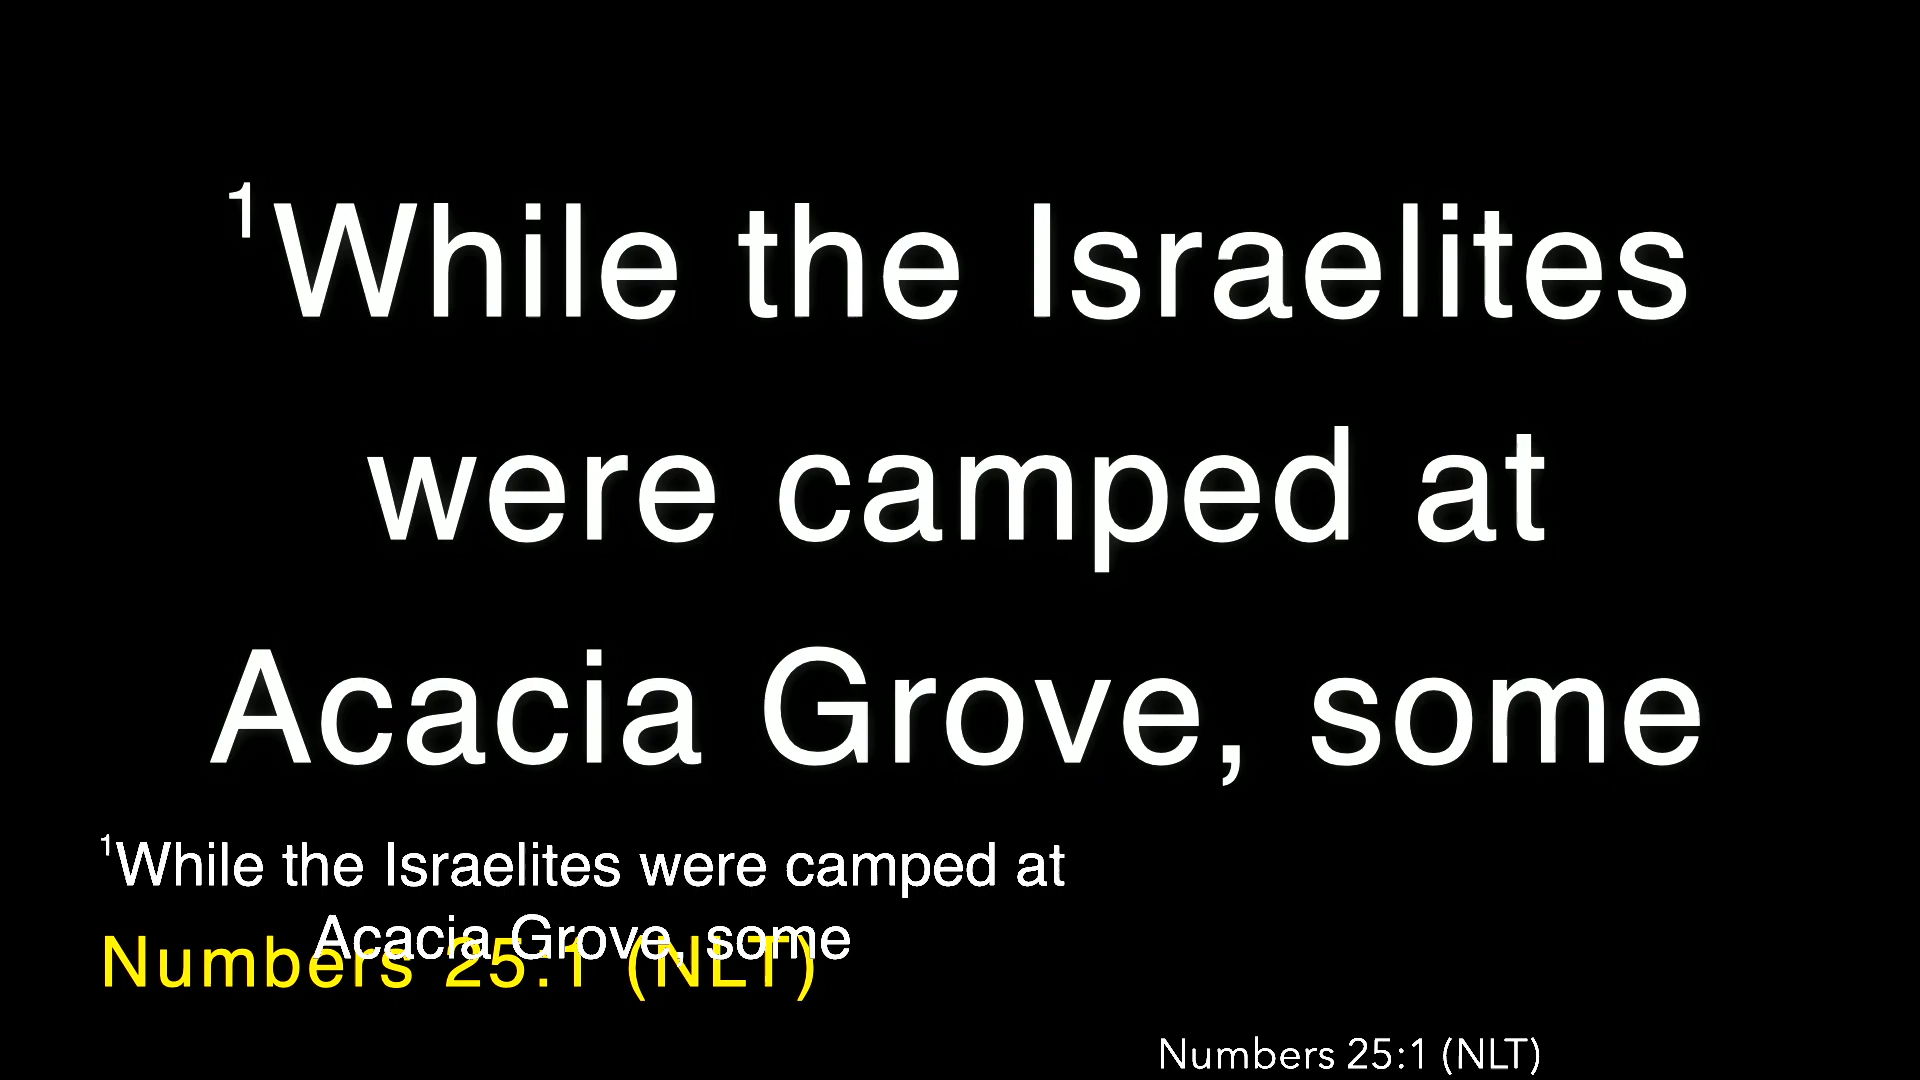 ¹While the Israelites
were camped at
Acacia Grove, some
¹While the Israelites were camped at
Acacia Grove, some
Numbers 25:1 (NLT)
Numbers 25:1 (NLT)